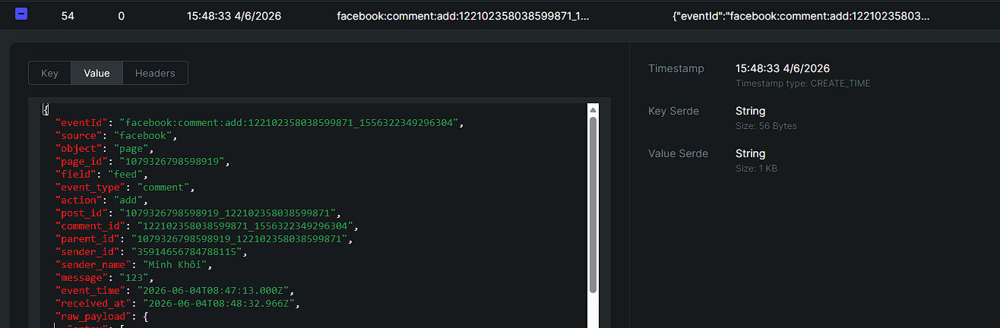 54 0 15:48:33 4/6/2026 facebook:comment:add:122102358038599871_1... {"eventId":"facebook:comment:add:12210235803...
Key Value Headers
{
"eventId": "facebook:comment:add:122102358038599871_1556322349296304",
"source": "facebook",
"object": "page",
"page_id": "1079326798598919",
"field": "feed",
"event_type": "comment",
"action": "add",
"post_id": "1079326798598919_122102358038599871",
"comment_id": "122102358038599871_1556322349296304",
"parent_id": "1079326798598919_122102358038599871",
"sender_id": "35914656784788115",
"sender_name": "Minh Khôi",
"message": "123",
"event_time": "2026-06-04T08:47:13.000Z",
"received_at": "2026-06-04T08:48:32.966Z",
"raw_payload": {
Timestamp 15:48:33 4/6/2026
Timestamp type: CREATE_TIME
Key Serde String
Size: 56 Bytes
Value Serde String
Size: 1 KB